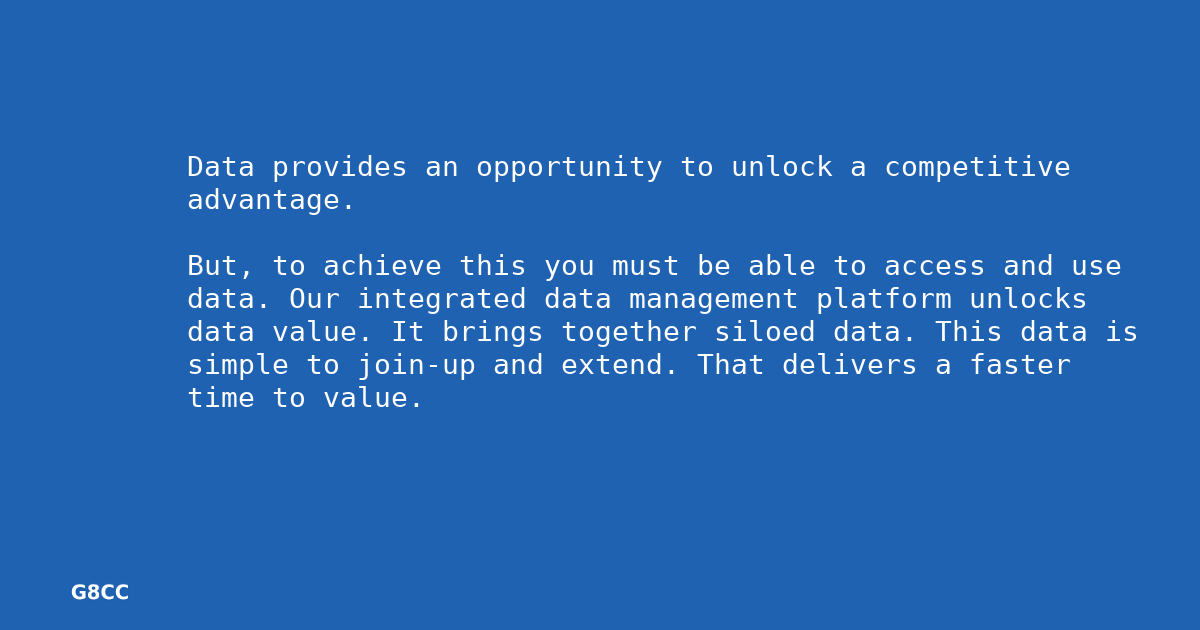 Data provides an opportunity to unlock a competitive
advantage.
But, to achieve this you must be able to access and use
data. Our integrated data management platform unlocks
data value. It brings together siloed data. This data is
simple to join-up and extend. That delivers a faster
time to value.
G8CC